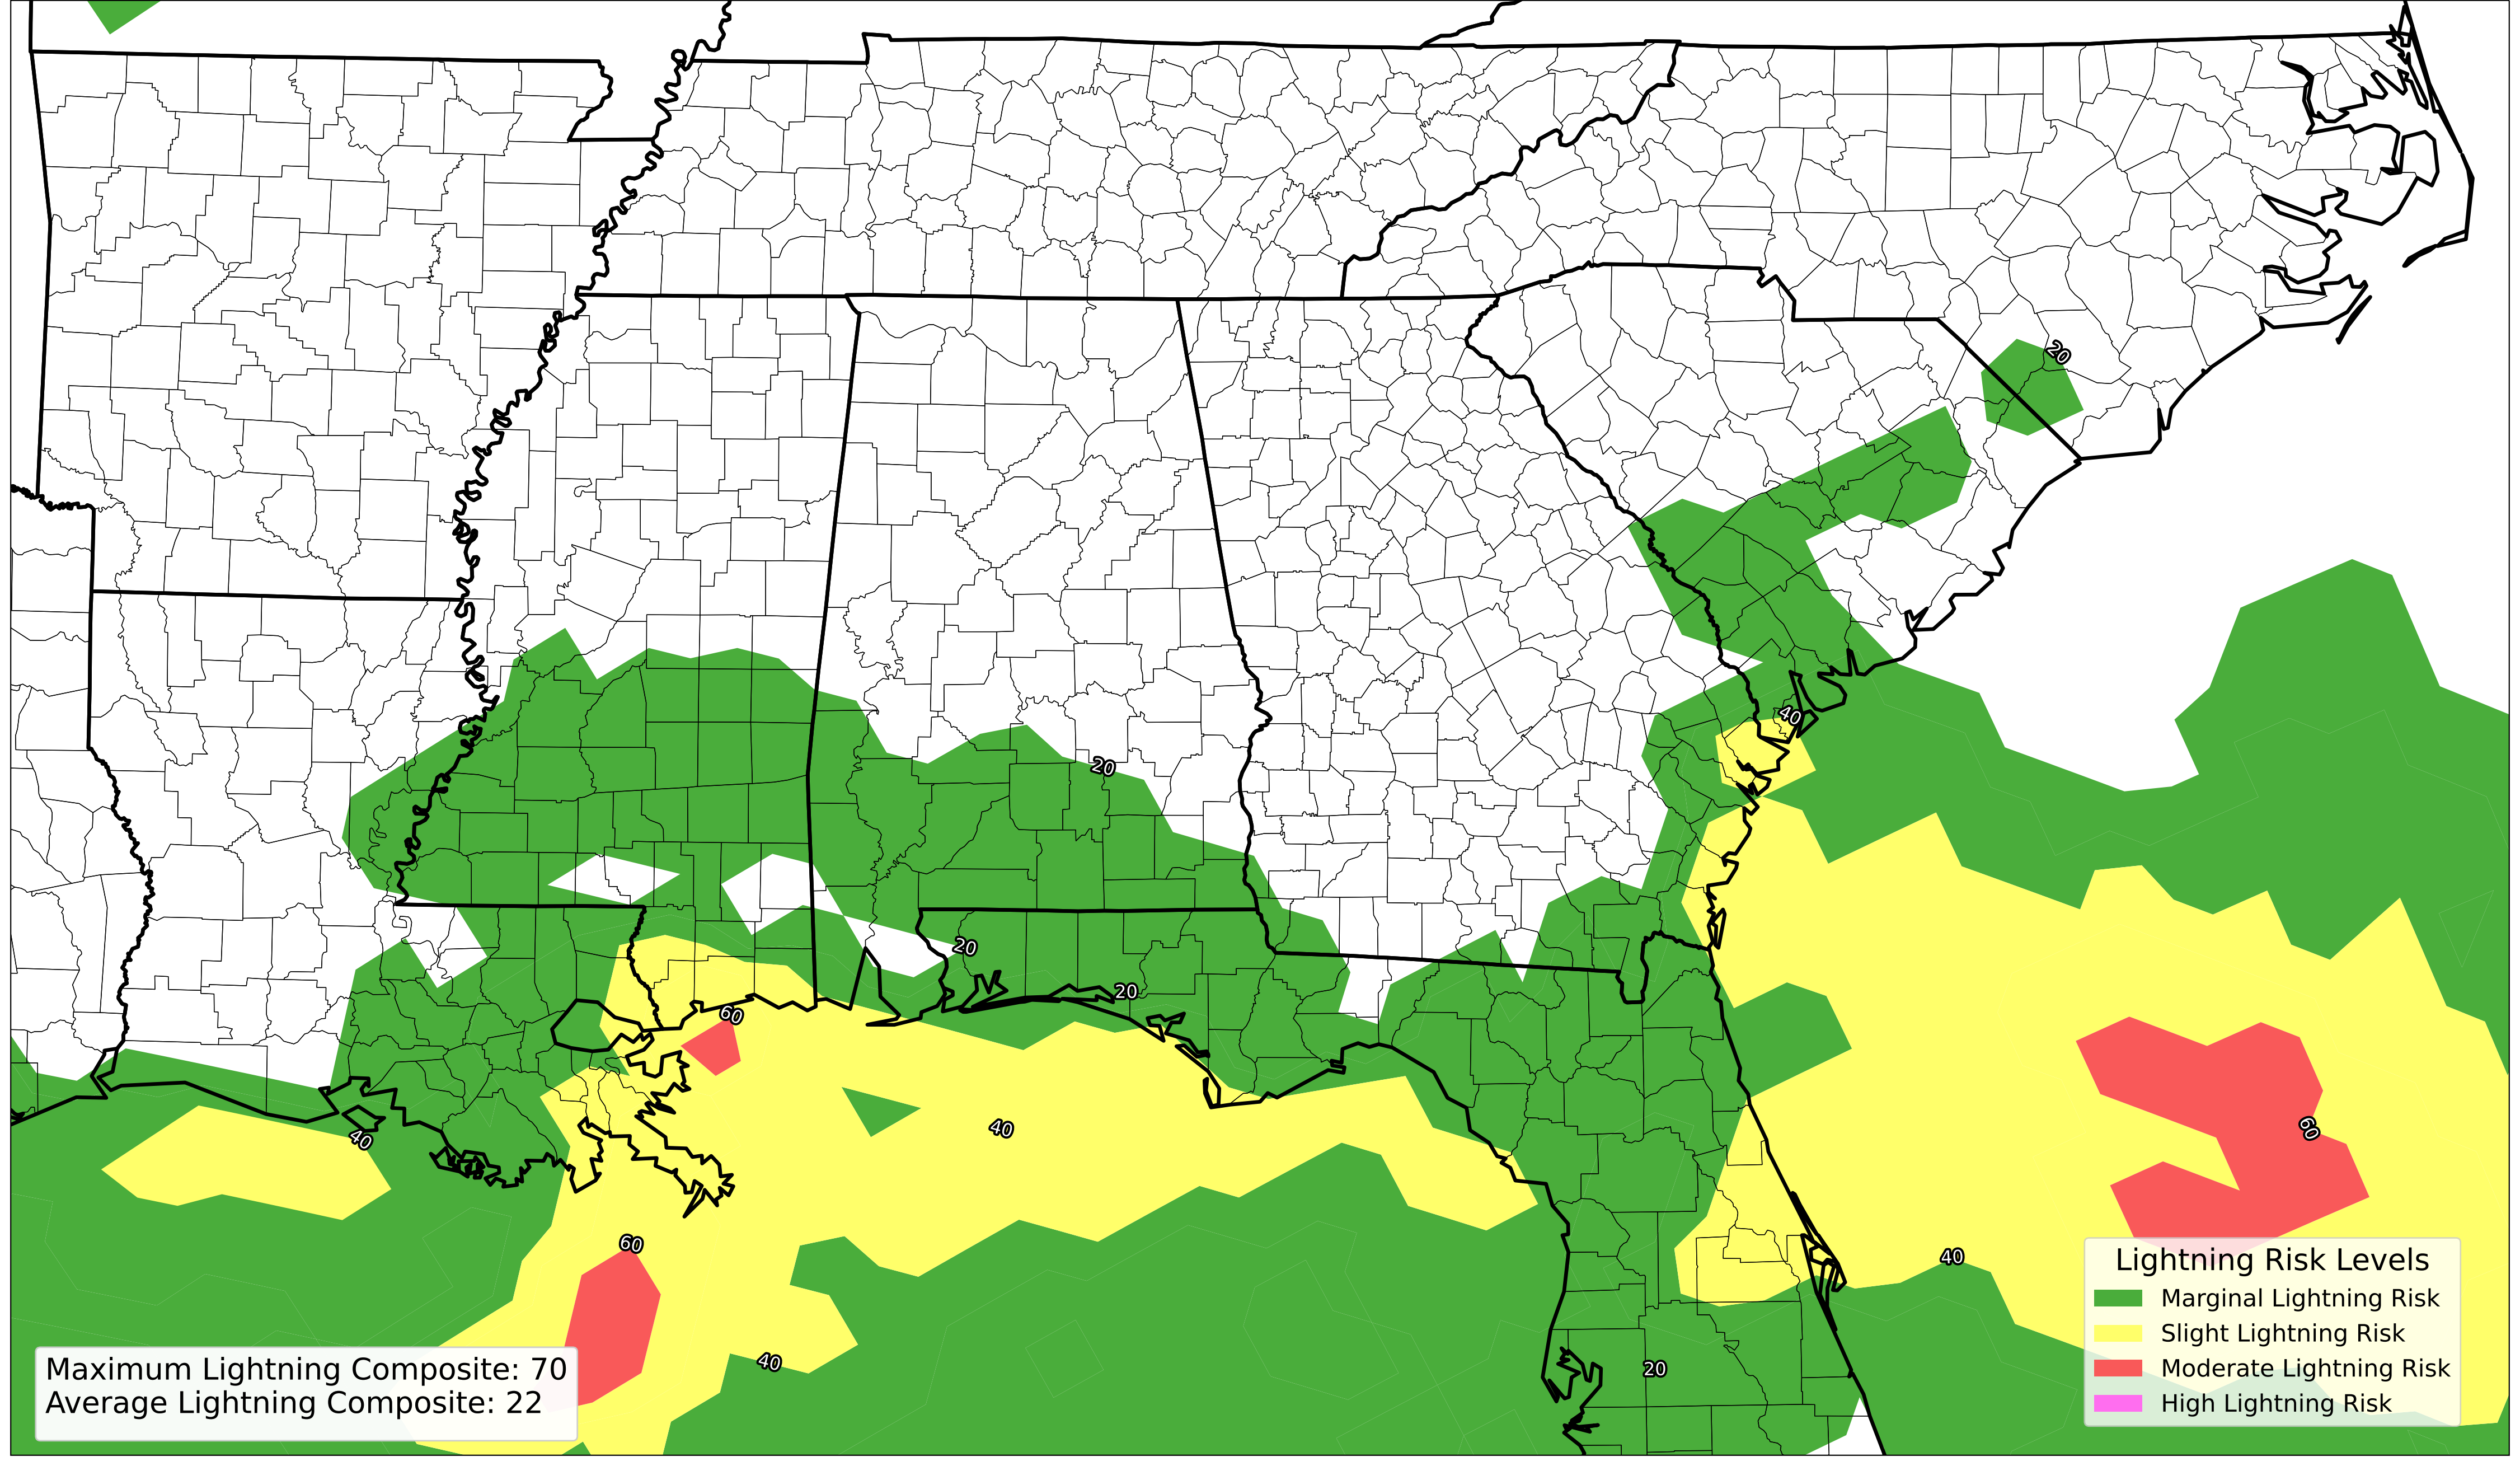 20
40
20
20
20
60
40
40
60
60
40
40
20
Maximum Lightning Composite: 70
Average Lightning Composite: 22
Lightning Risk Levels
Marginal Lightning Risk
Slight Lightning Risk
Moderate Lightning Risk
High Lightning Risk